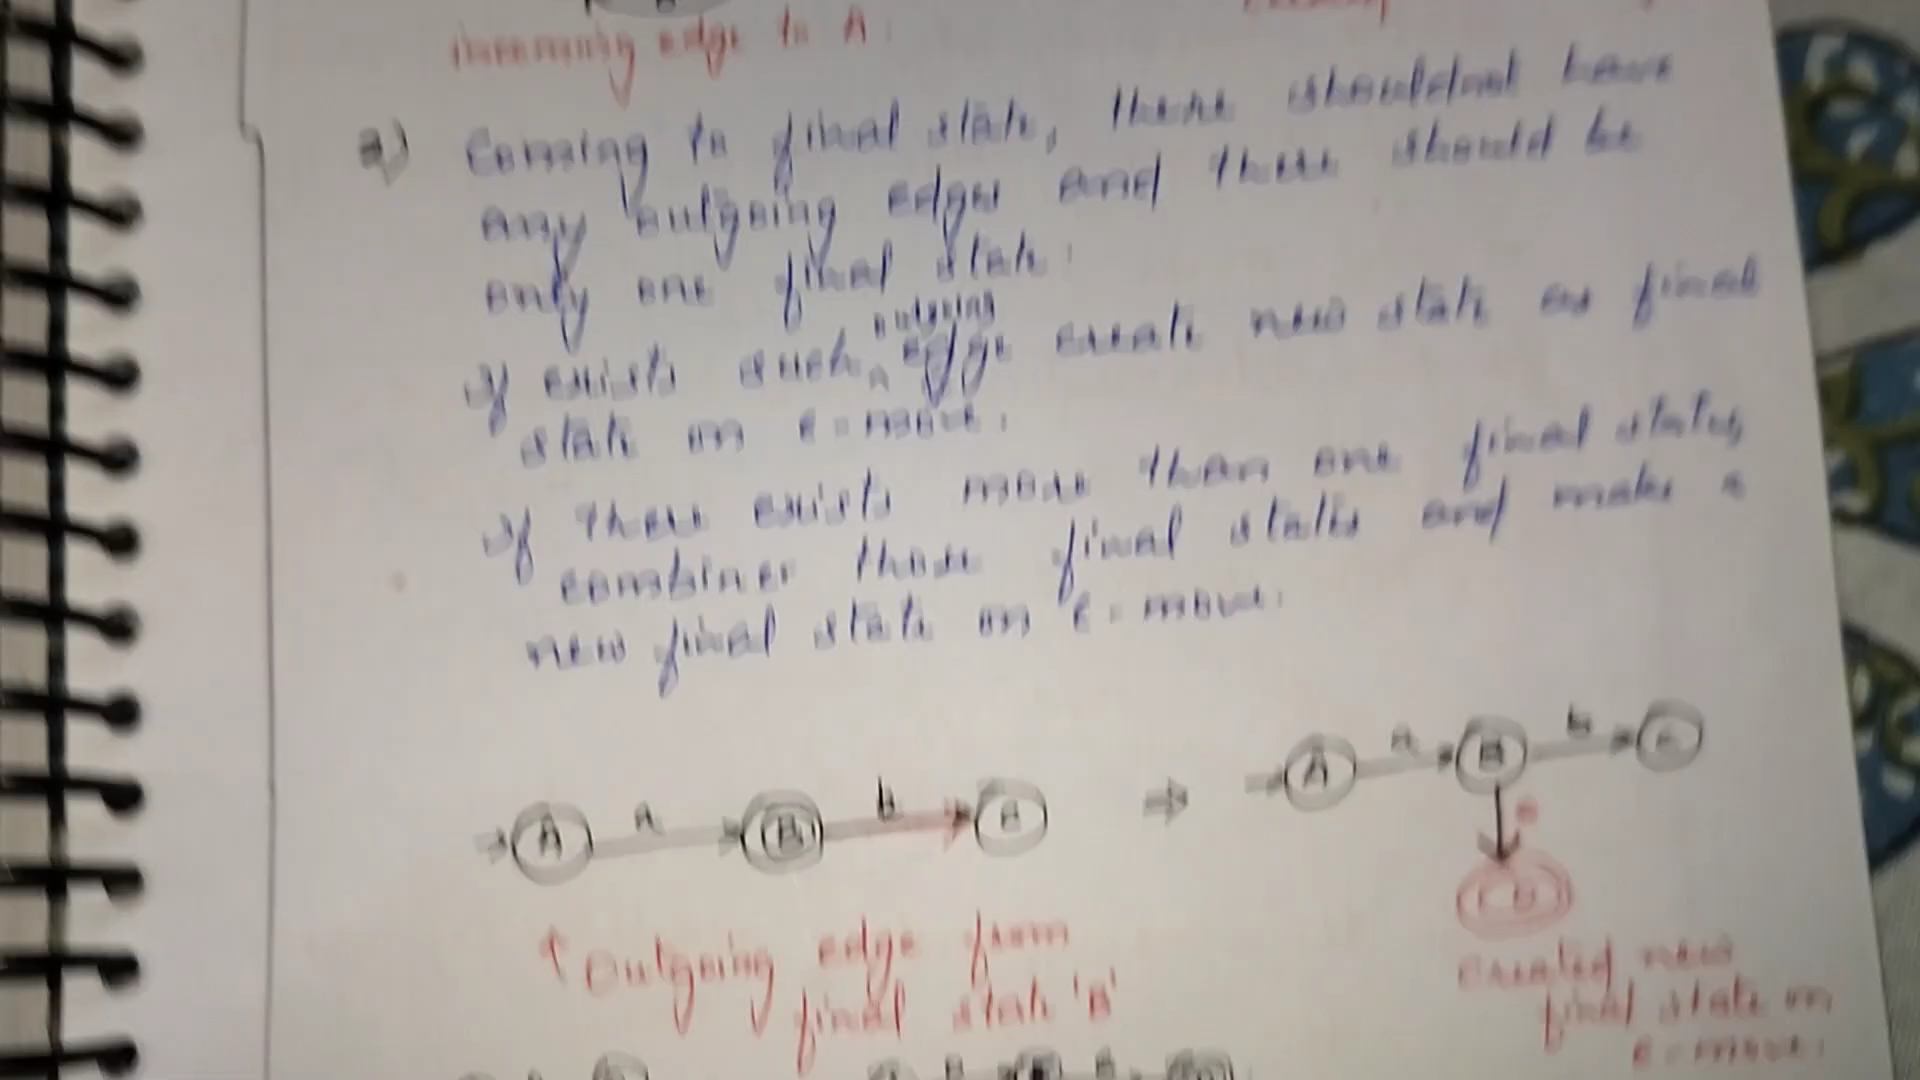 incoming edge to A.
2) Coming to final state, there shouldnot have
any outgoing edges and there should be
only one final state.
outgoing
If exists such edge create new state as final
state on ε-move.
If there exists more than one final states,
combines those final states and make a
new final state on ε-move.
A a B b
⇒ A a B b C
ε
D
↑ Outgoing edge from
final state 'B'
created new
final state on
ε-move.